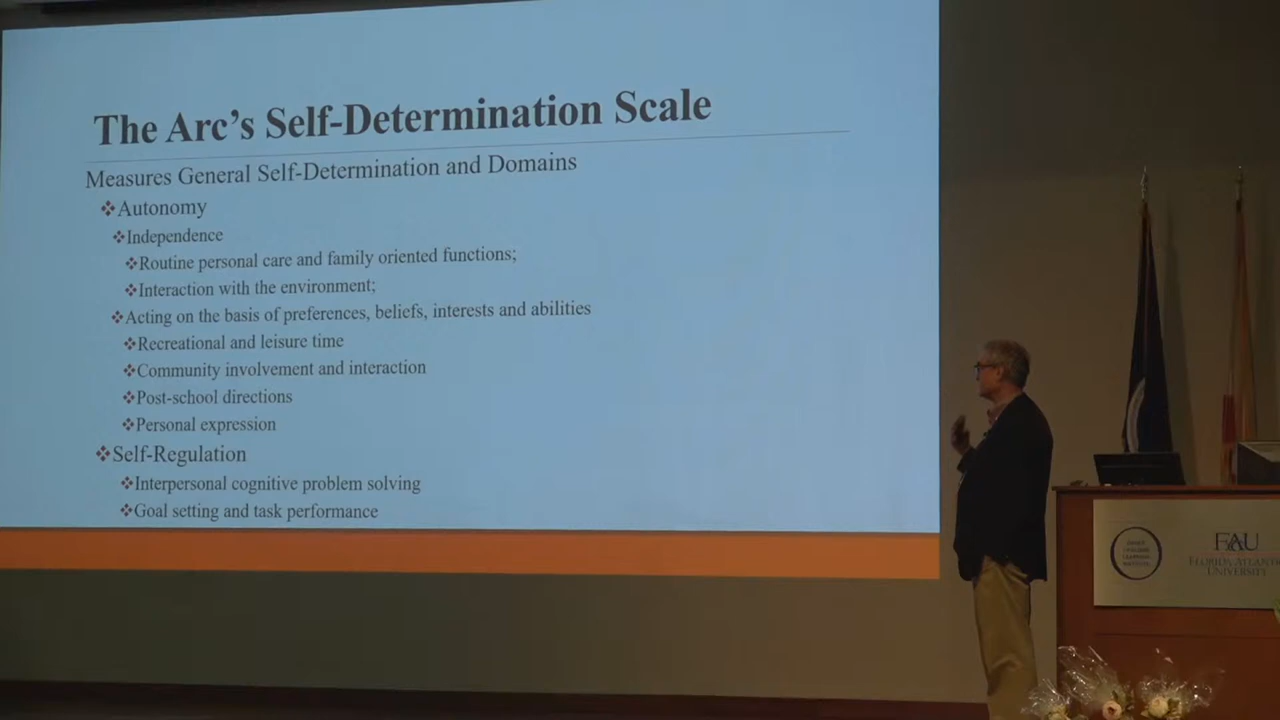 The Arc's Self-Determination Scale
Measures General Self-Determination and Domains
❖Autonomy
❖Independence
❖Routine personal care and family oriented functions;
❖Interaction with the environment;
❖Acting on the basis of preferences, beliefs, interests and abilities
❖Recreational and leisure time
❖Community involvement and interaction
❖Post-school directions
❖Personal expression
❖Self-Regulation
❖Interpersonal cognitive problem solving
❖Goal setting and task performance
FAU
FLORIDA ATLANTIC
UNIVERSITY